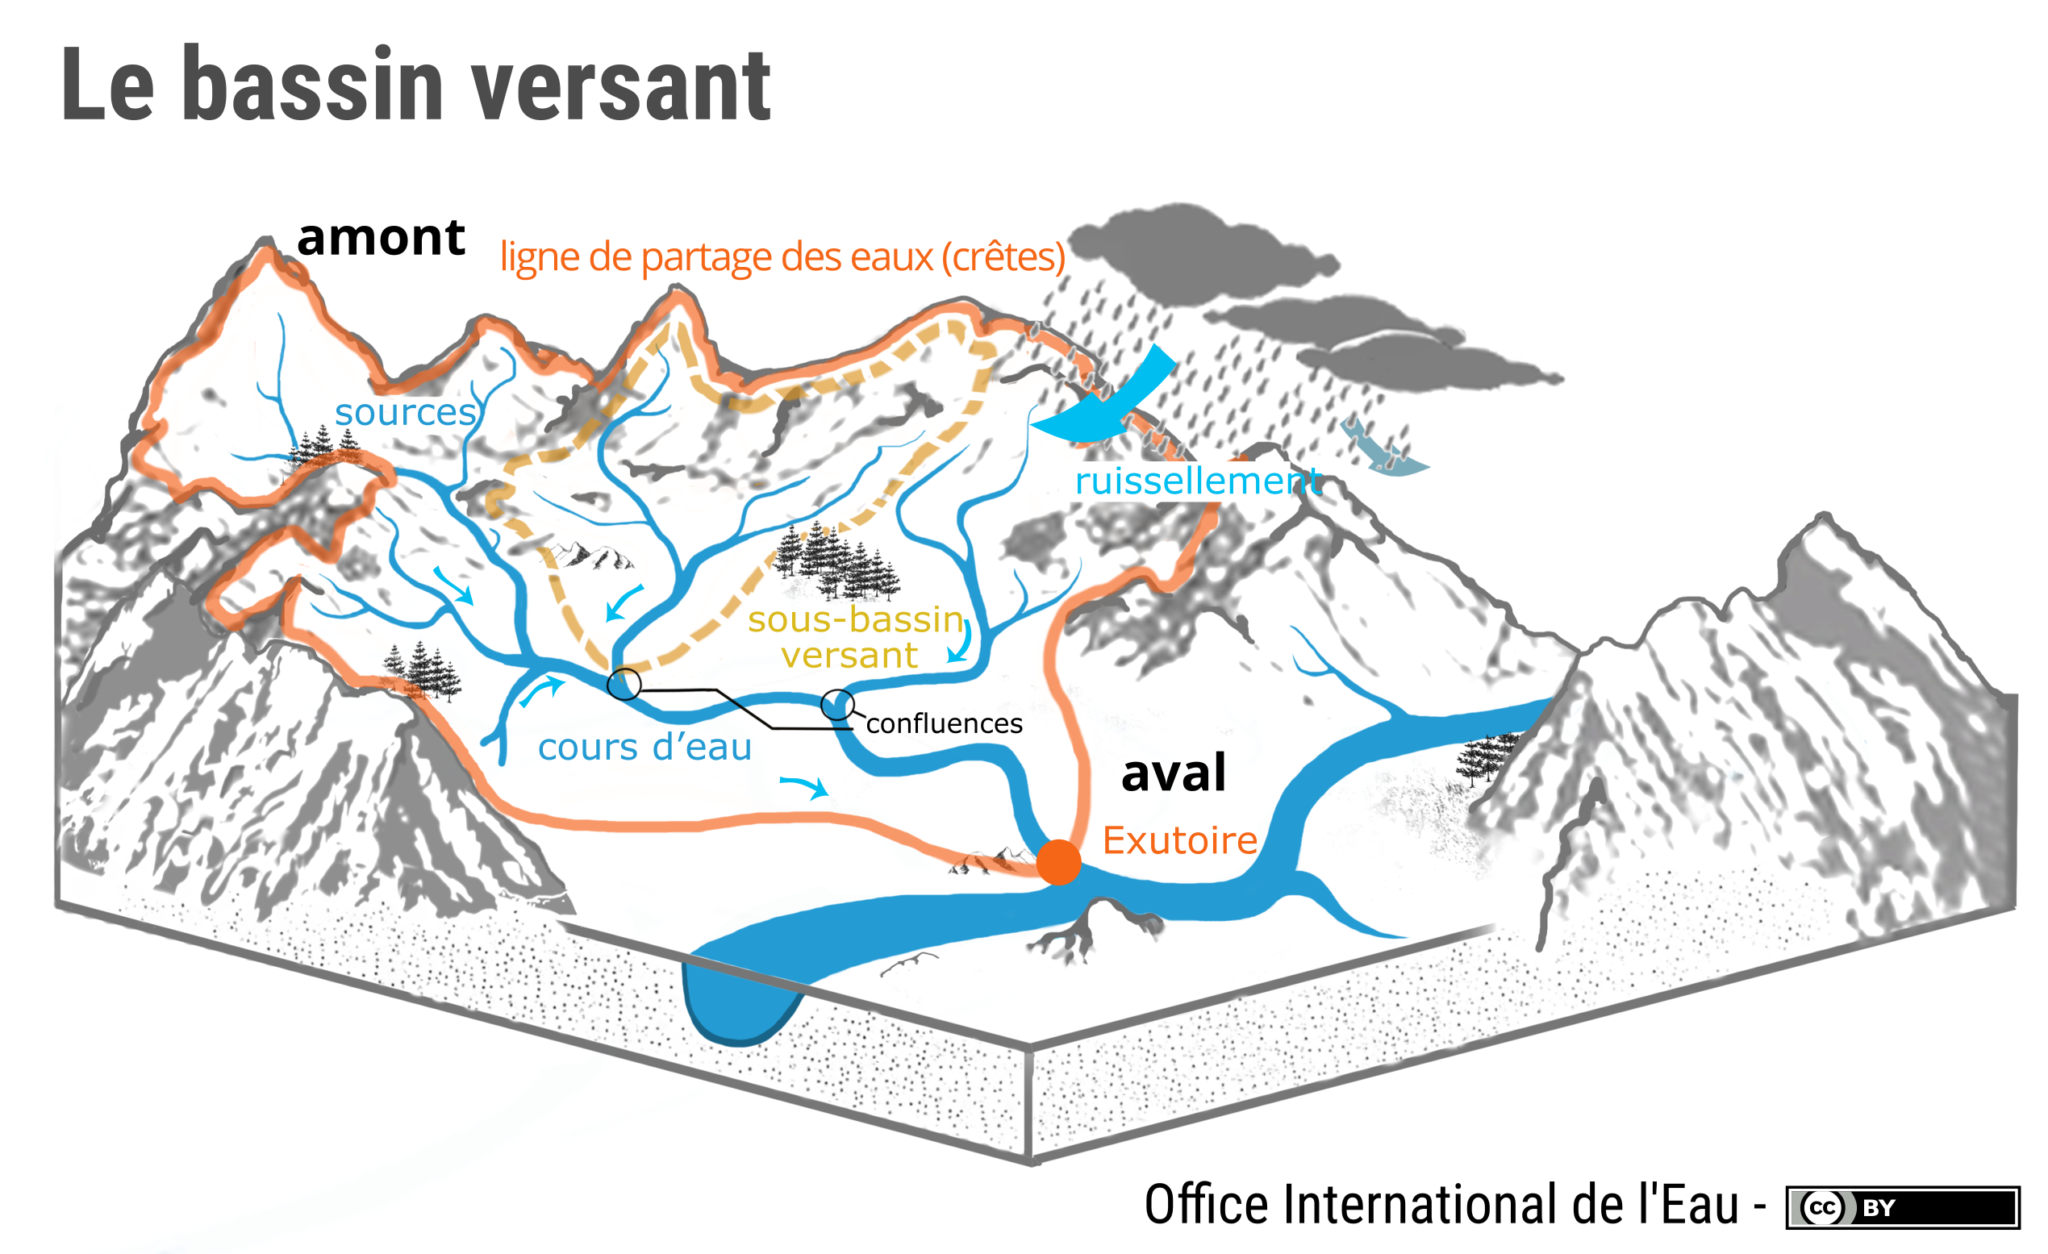 Le bassin versant
amont
ligne de partage des eaux (crêtes)
sources
ruissellement
sous-bassin
versant
confluences
cours d’eau
aval
Exutoire
Office International de l'Eau - cc BY